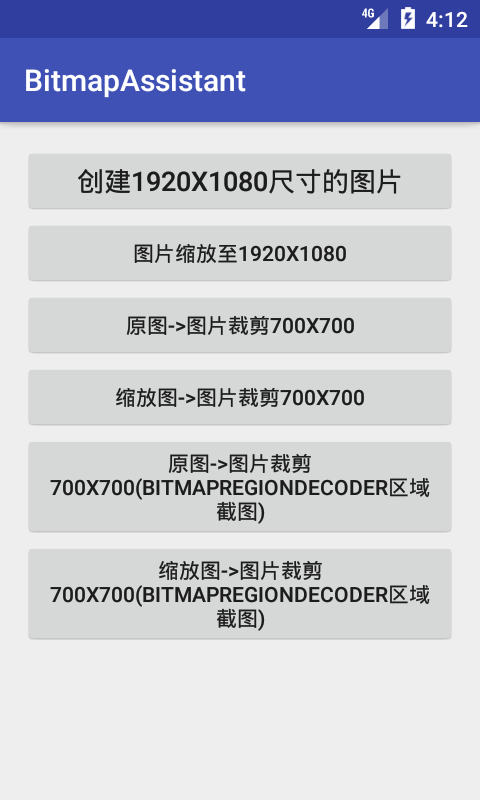 4G 4:12
BitmapAssistant
创建1920X1080尺寸的图片
图片缩放至1920X1080
原图->图片裁剪700X700
缩放图->图片裁剪700X700
原图->图片裁剪
700X700(BITMAPREGIONDECODER区域
截图)
缩放图->图片裁剪
700X700(BITMAPREGIONDECODER区域
截图)